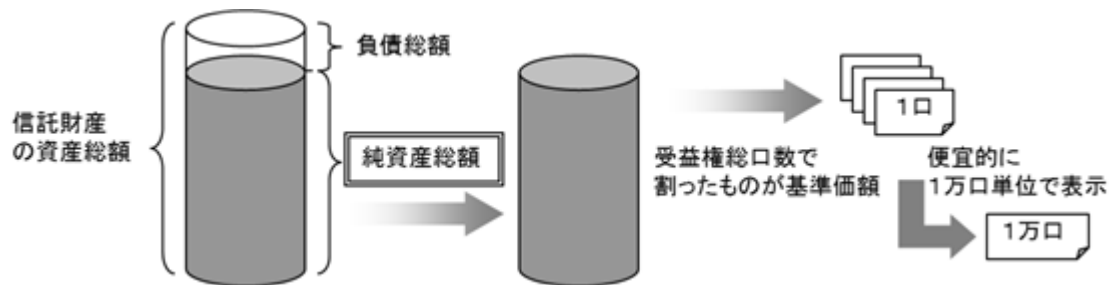 負債総額
信託財産
の資産総額
純資産総額
受益権総口数で
割ったものが基準価額
1口
便宜的に
1万口単位で表示
1万口